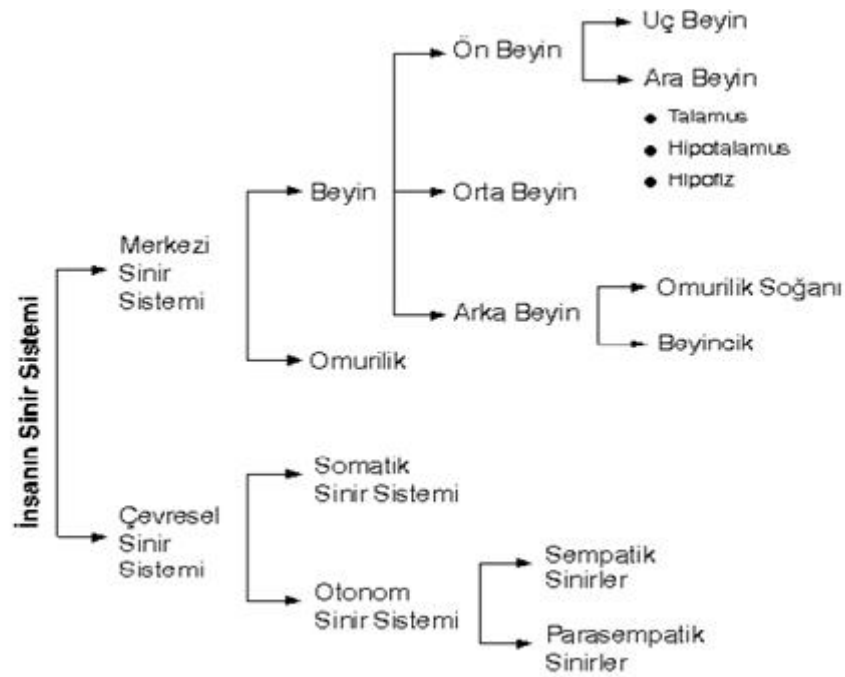 İnsanın Sinir Sistemi
Merkezi
Sinir
Sistemi
Beyin
Ön Beyin
Uç Beyin
Ara Beyin
• Talamus
• Hipotalamus
• Hipofiz
Orta Beyin
Arka Beyin
Omurilik Soğanı
Beyincik
Omurilik
Çevresel
Sinir
Sistemi
Somatik
Sinir Sistemi
Otonom
Sinir Sistemi
Sempatik
Sinirler
Parasempatik
Sinirler